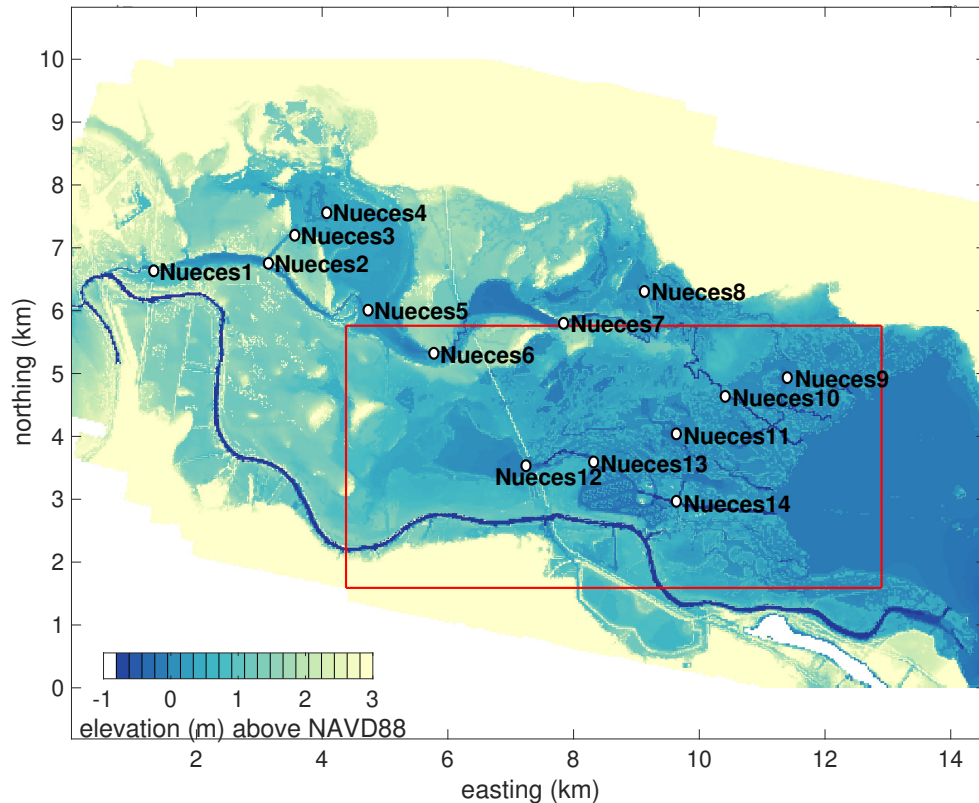 10
9
8
7
6
5
4
3
2
1
0
northing (km)
Nueces4
Nueces3
Nueces2
Nueces1
Nueces8
Nueces5
Nueces7
Nueces6
Nueces9
Nueces10
Nueces11
Nueces13
Nueces12
Nueces14
-1 0 1 2 3
elevation (m) above NAVD88
2 4 6 8 10 12 14
easting (km)